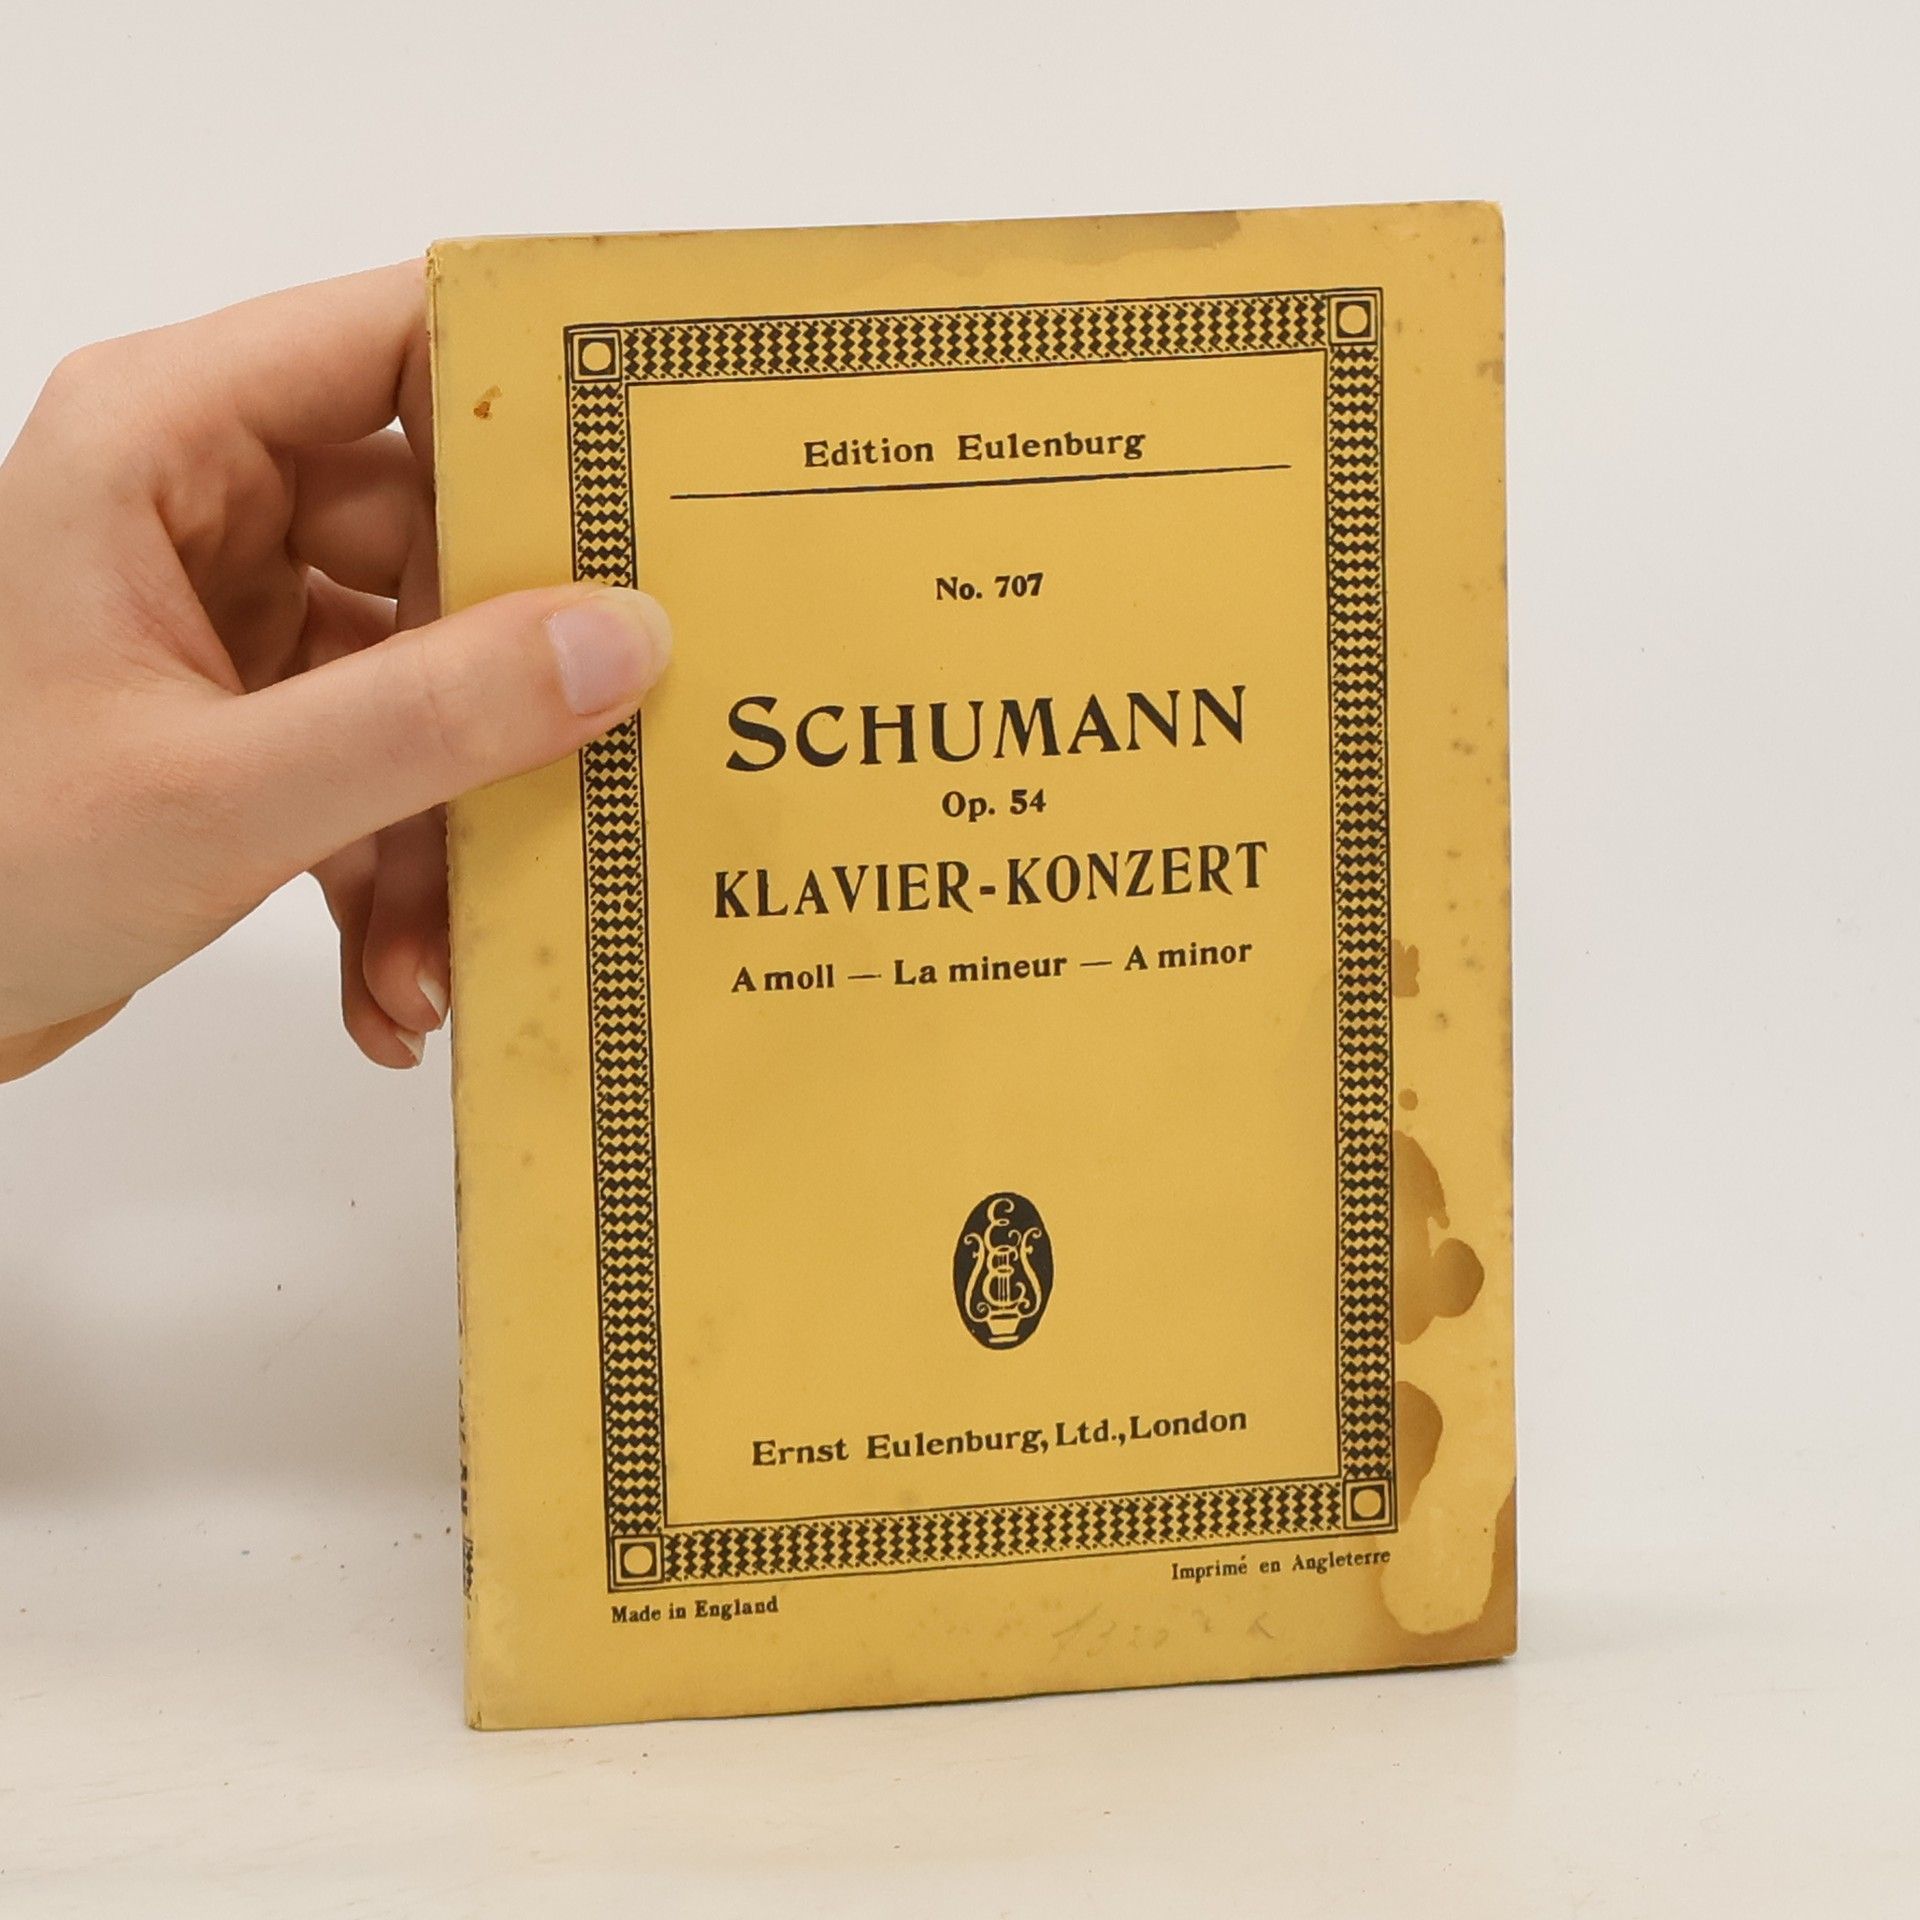 Edition Eulenburg
No. 707
SCHUMANN
Op. 54
KLAVIER-KONZERT
A moll — La mineur — A minor
Ernst Eulenburg, Ltd., London
Made in England
Imprimé en Angleterre